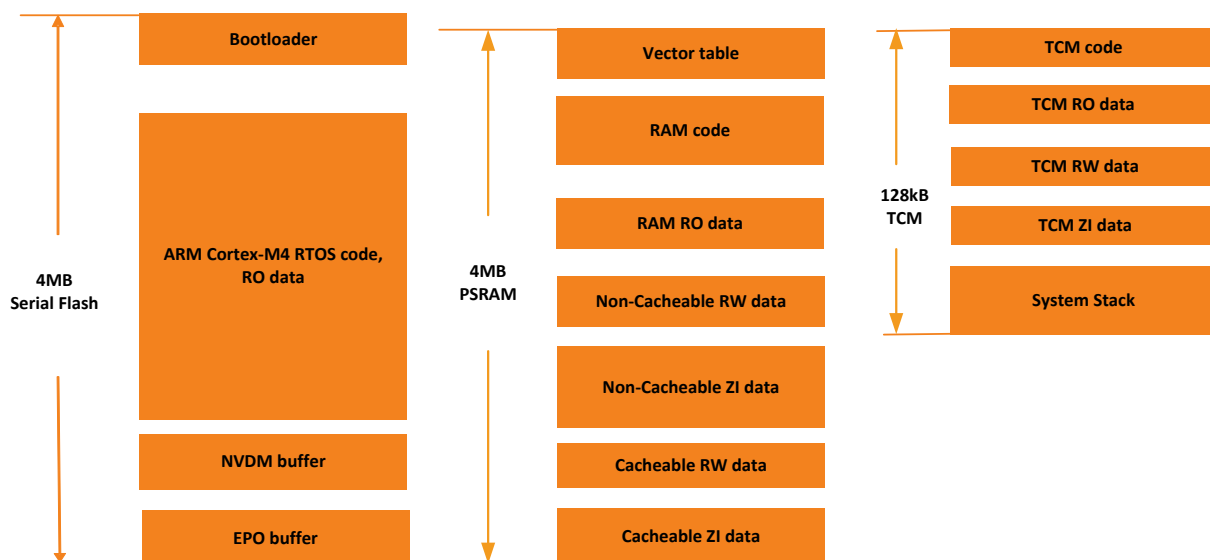 Bootloader
ARM Cortex-M4 RTOS code,
RO data
NVDM buffer
EPO buffer
4MB
Serial Flash
Vector table
RAM code
RAM RO data
Non-Cacheable RW data
Non-Cacheable ZI data
Cacheable RW data
Cacheable ZI data
4MB
PSRAM
TCM code
TCM RO data
TCM RW data
TCM ZI data
System Stack
128kB
TCM